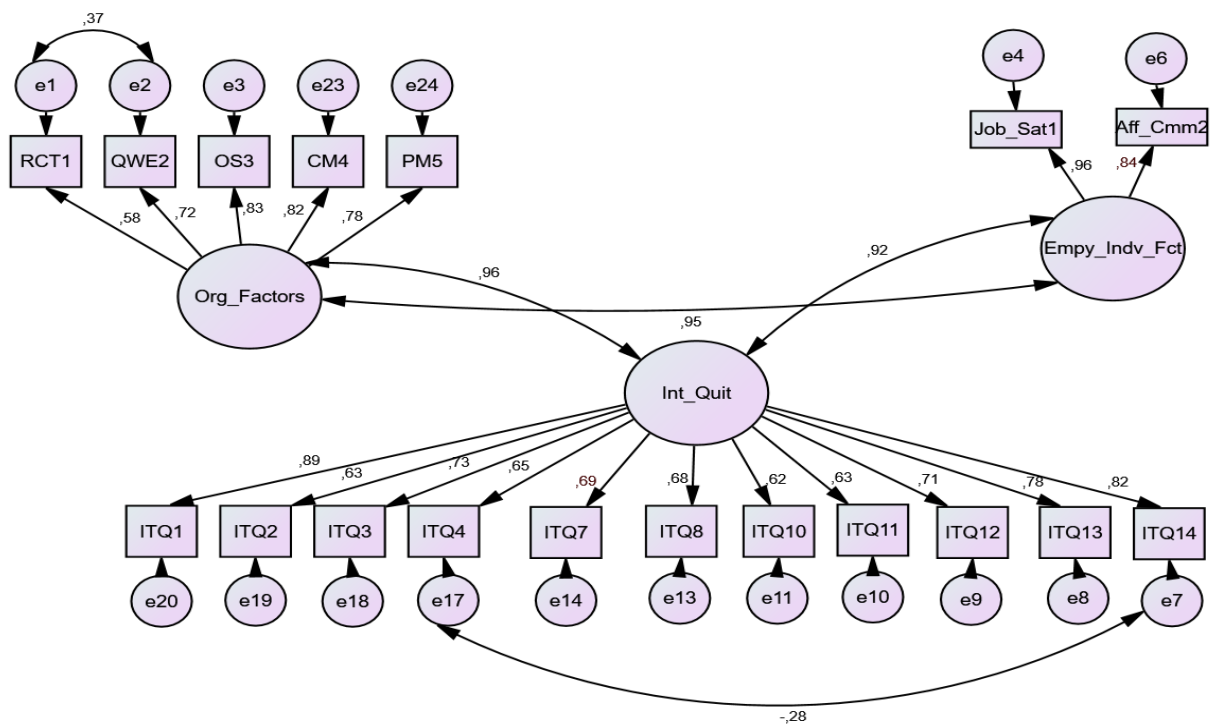 ,37
e1
e2
e3
e23
e24
e4
e6
RCT1
QWE2
OS3
CM4
PM5
Job_Sat1
Aff_Cmm2
,58
,72
,83
,82
,78
,96
,84
Org_Factors
Empy_Indv_Fct
,96
,92
,95
Int_Quit
,89
,63
,73
,65
,69
,68
,62
,63
,71
,78
,82
ITQ1
ITQ2
ITQ3
ITQ4
ITQ7
ITQ8
ITQ10
ITQ11
ITQ12
ITQ13
ITQ14
e20
e19
e18
e17
e14
e13
e11
e10
e9
e8
e7
-,28